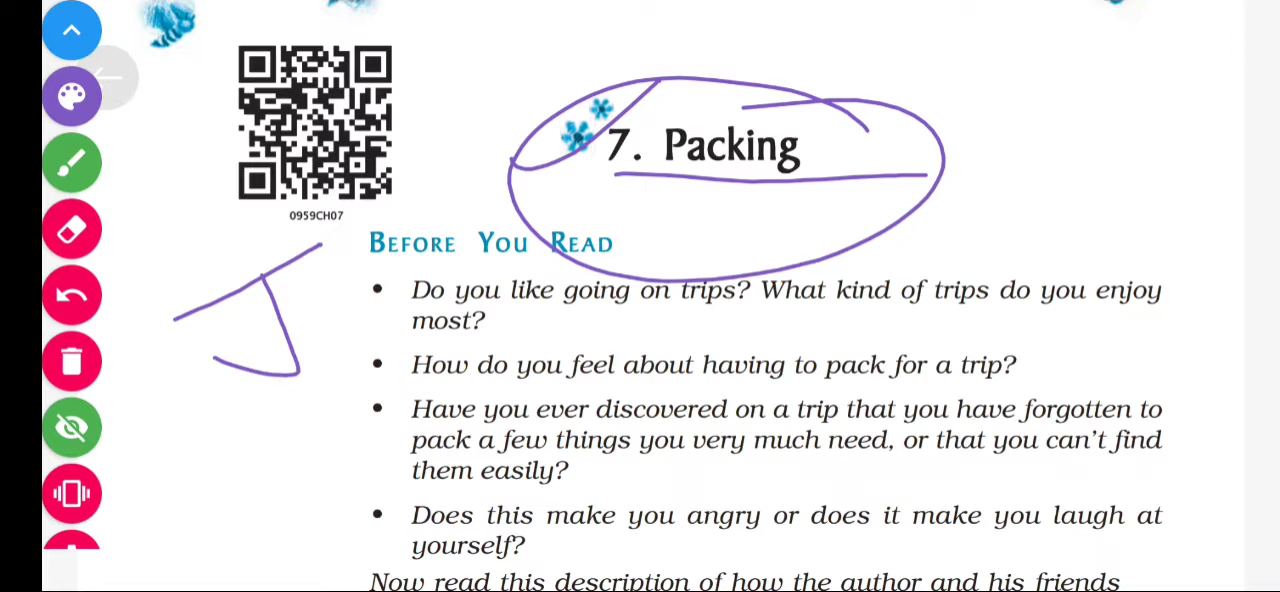 0959CH07
7. Packing
BEFORE YOU READ
• Do you like going on trips? What kind of trips do you enjoy
most?
• How do you feel about having to pack for a trip?
• Have you ever discovered on a trip that you have forgotten to
pack a few things you very much need, or that you can't find
them easily?
• Does this make you angry or does it make you laugh at
yourself?
Now read this description of how the author and his friends